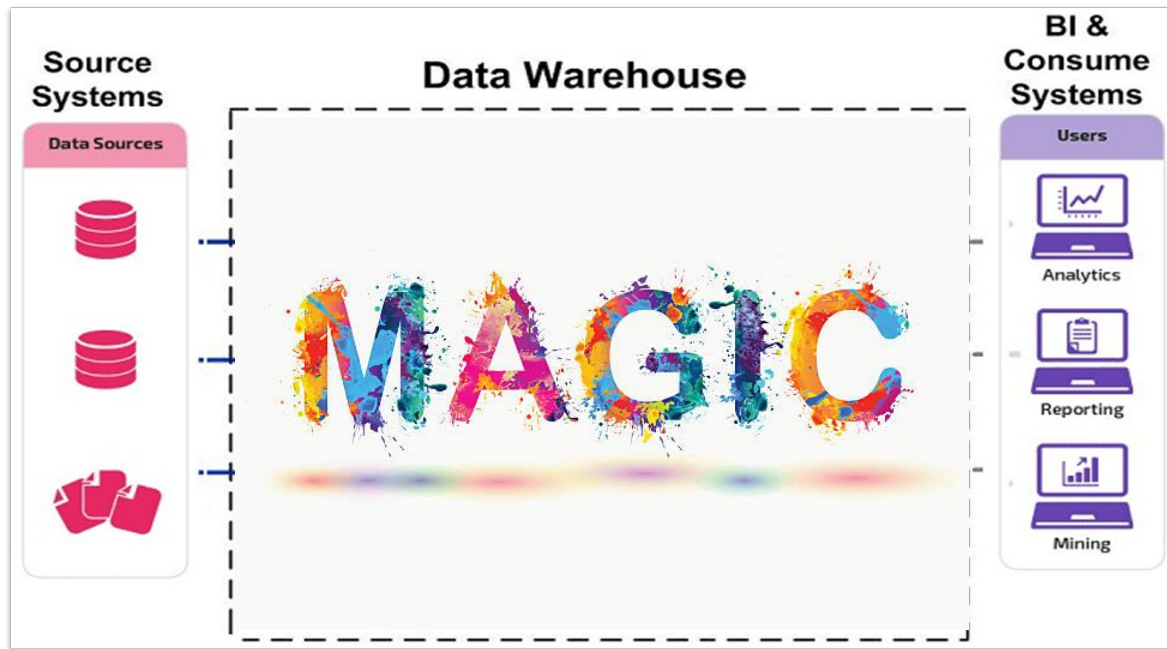 Source
Systems
Data Sources
Data Warehouse
MAGIC
BI &
Consume
Systems
Users
Analytics
Reporting
Mining